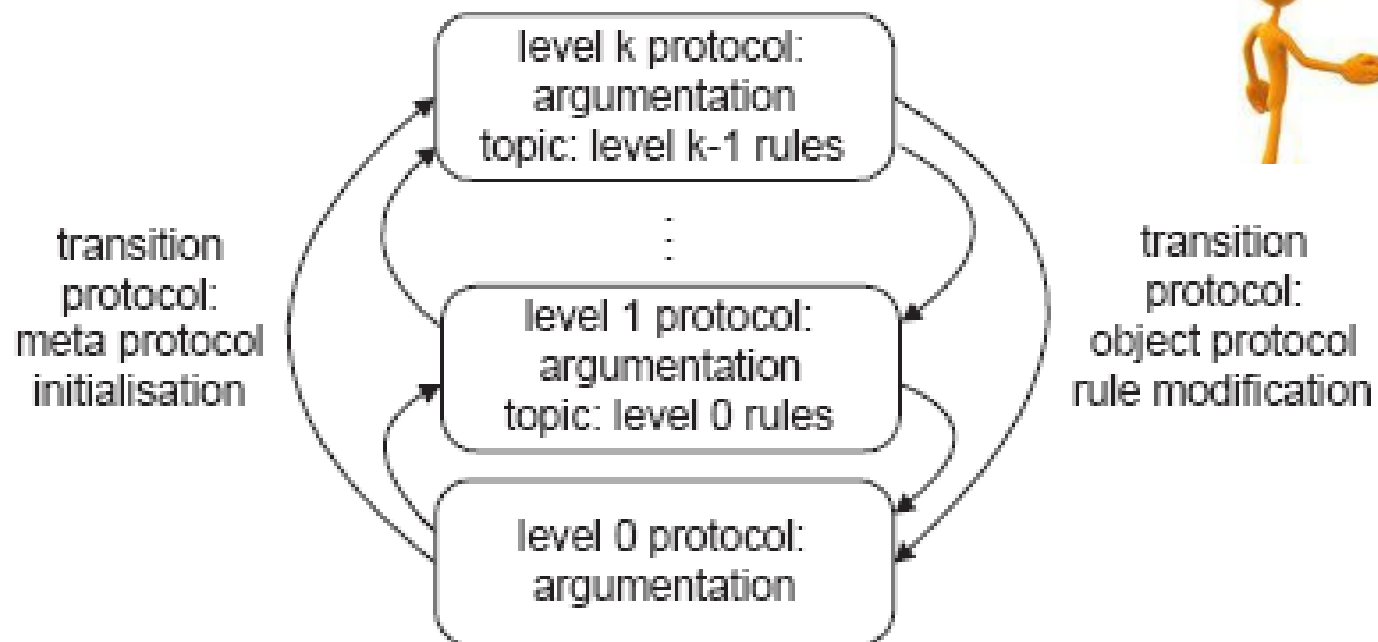 level k protocol:
argumentation
topic: level k-1 rules
:
transition
protocol:
meta protocol
initialisation
level 1 protocol:
argumentation
topic: level 0 rules
transition
protocol:
object protocol
rule modification
level 0 protocol:
argumentation